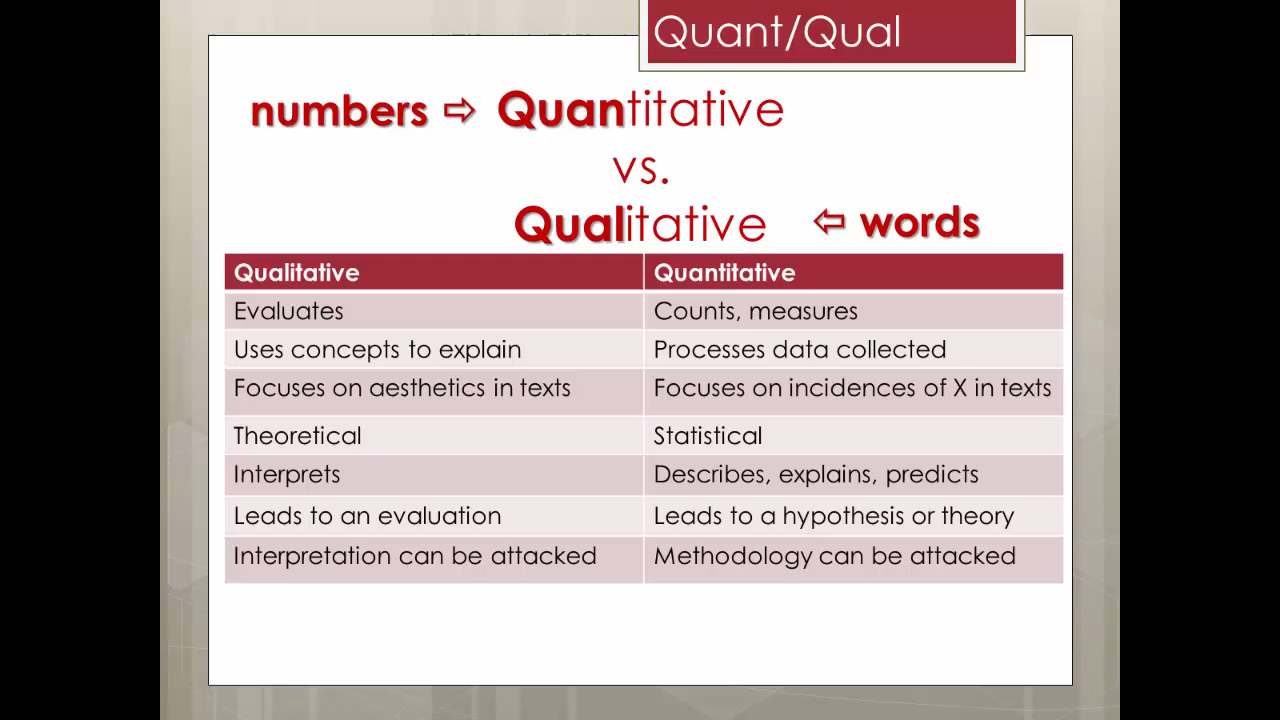 Quant/Qual
numbers ⇨ Quantitative
vs.
Qualitative ⇦ words
Qualitative Quantitative
Evaluates Counts, measures
Uses concepts to explain Processes data collected
Focuses on aesthetics in texts Focuses on incidences of X in texts
Theoretical Statistical
Interprets Describes, explains, predicts
Leads to an evaluation Leads to a hypothesis or theory
Interpretation can be attacked Methodology can be attacked